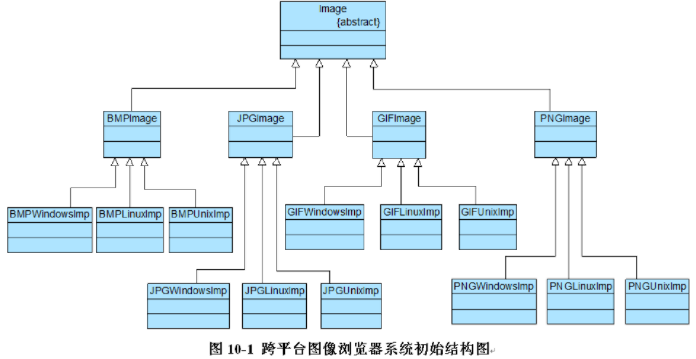 Image
{abstract}
BMPImage
JPGImage
GIFImage
PNGImage
BMPWindowsImp
BMPLinuxImp
BMPUnixImp
GIFWindowsImp
GIFLinuxImp
GIFUnixImp
JPGWindowsImp
JPGLinuxImp
JPGUnixImp
PNGWindowsImp
PNGLinuxImp
PNGUnixImp
图 10-1 跨平台图像浏览器系统初始结构图